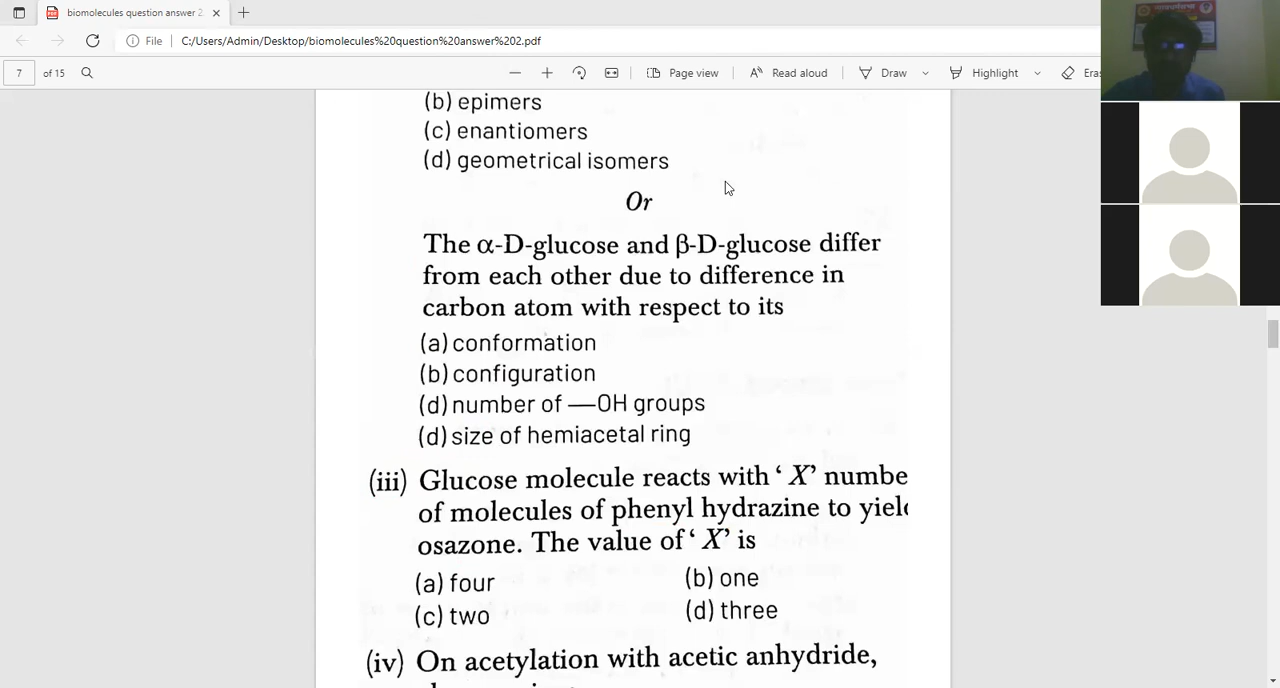 biomolecules question answer 2.
File
C:/Users/Admin/Desktop/biomolecules%20question%20answer%202.pdf
7 of 15
Page view
Read aloud
Draw
Highlight
Eras
(b) epimers
(c) enantiomers
(d) geometrical isomers
Or
The α-D-glucose and β-D-glucose differ
from each other due to difference in
carbon atom with respect to its
(a) conformation
(b) configuration
(d) number of —OH groups
(d) size of hemiacetal ring
(iii) Glucose molecule reacts with ‘ X’ numbe
of molecules of phenyl hydrazine to yield
osazone. The value of ‘ X’ is
(a) four (b) one
(c) two (d) three
(iv) On acetylation with acetic anhydride,